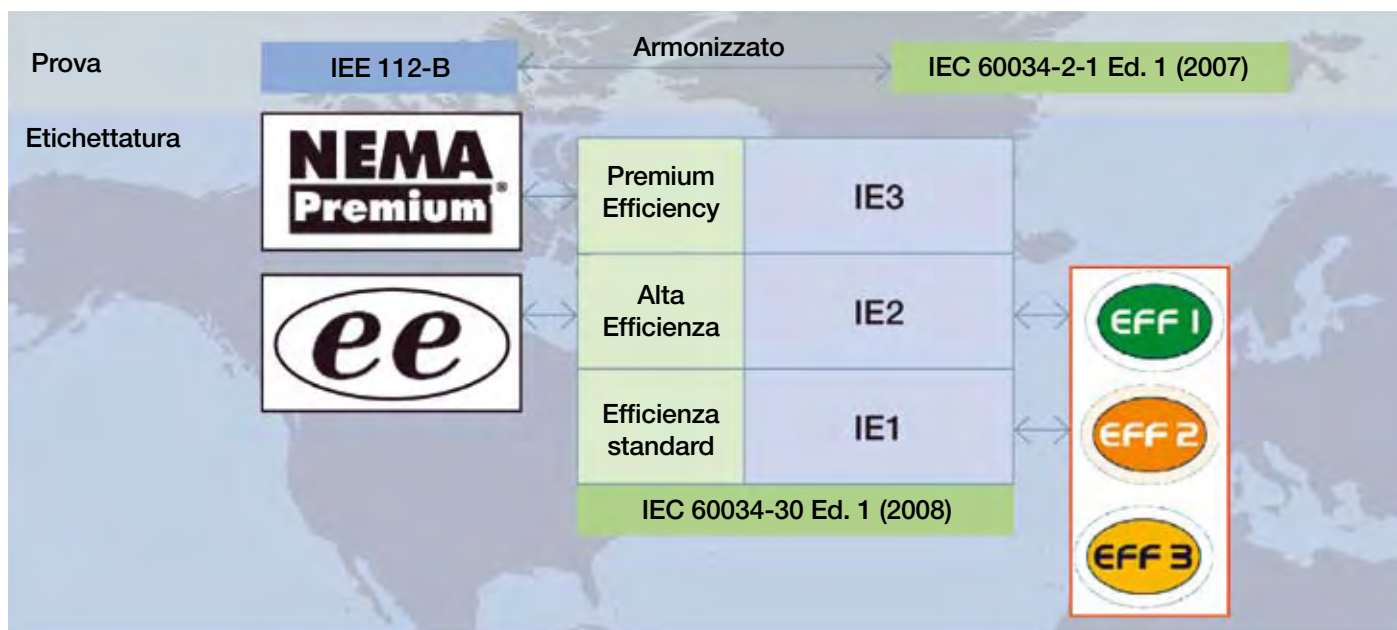 Prova
IEE 112-B
Armonizzato
IEC 60034-2-1 Ed. 1 (2007)
Etichettatura
NEMA
Premium®
Premium
Efficiency
IE3
ee
Alta
Efficienza
IE2
EFF 1
Efficienza
standard
IE1
EFF 2
IEC 60034-30 Ed. 1 (2008)
EFF 3